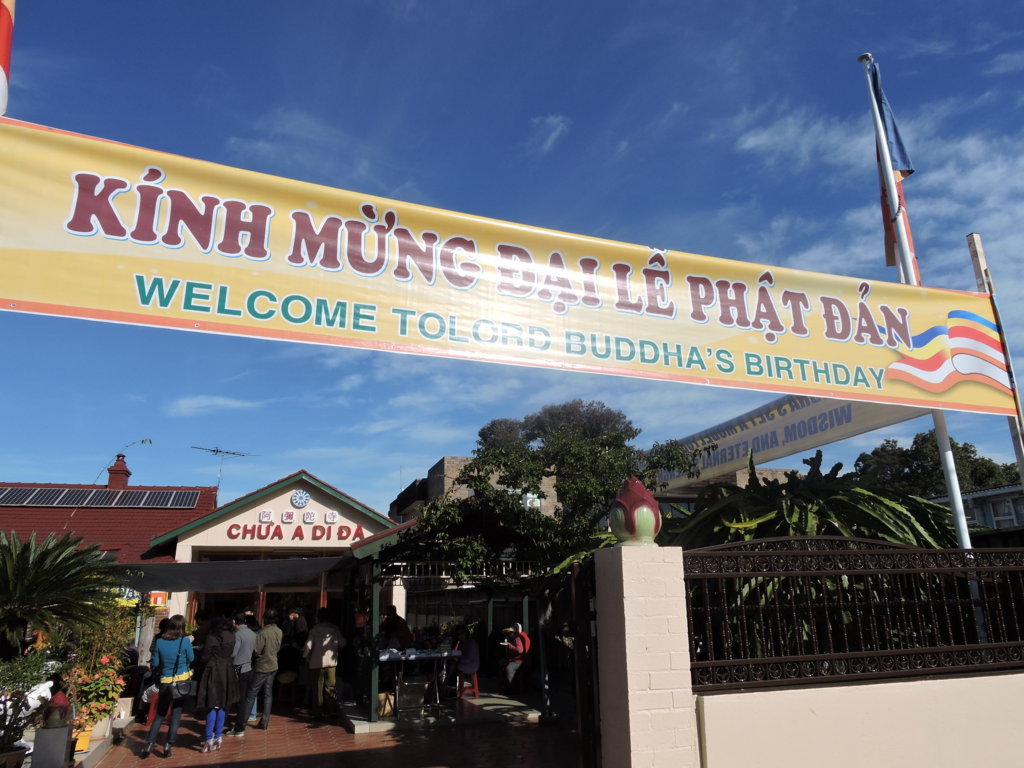 KÍNH MỪNG ĐẠI LỄ PHẬT ĐẢN
WELCOME TOLORD BUDDHA'S BIRTHDAY
WISDOM, AND ETERNAL
阿彌陀寺
CHÙA A DI ĐÀ